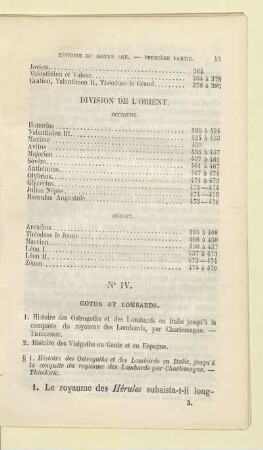 HISTOIRE DU MOYEN AGE. — PREMIÈRE PARTIE. 43
Jovien 364
Valentinien et Valens 364 à 378
Gratien, Valentinien II, Théodose le Grand 378 à 395
DIVISION DE L'ORIENT.
OCCIDENT.
Honorius 395 à 424
Valentinien III 425 à 455
Maxime 455
Avitus
Majorien 457 à 461
Sévère 461 à 467
Anthémius 467 à 472
Olybrius
Glycérius 473—474
Julius Népos 474—475
Romulus Augustule 475—476
ORIENT.
Arcadius 395 à 408
Théodose le Jeune 408 à 450
Marcien 450 à 457
Léon I 457 à 474
Léon II 473—474
Zénon 474 à
No IV.
GOTHS ET LOMBARDS.
1. Histoire des Ostrogoths et des Lombards en Italie jusqu'à la
conquête du royaume des Lombards, par Charlemagne. —
Théodoric.
2. Histoire des Visigoths en Gaule et en Espagne.
§ 1. Histoire des Ostrogoths et des Lombards en Italie, jusqu'à
la conquête du royaume des Lombards par Charlemagne. —
Théodoric.
1. Le royaume des Hérules subsista-t-il long-
3.